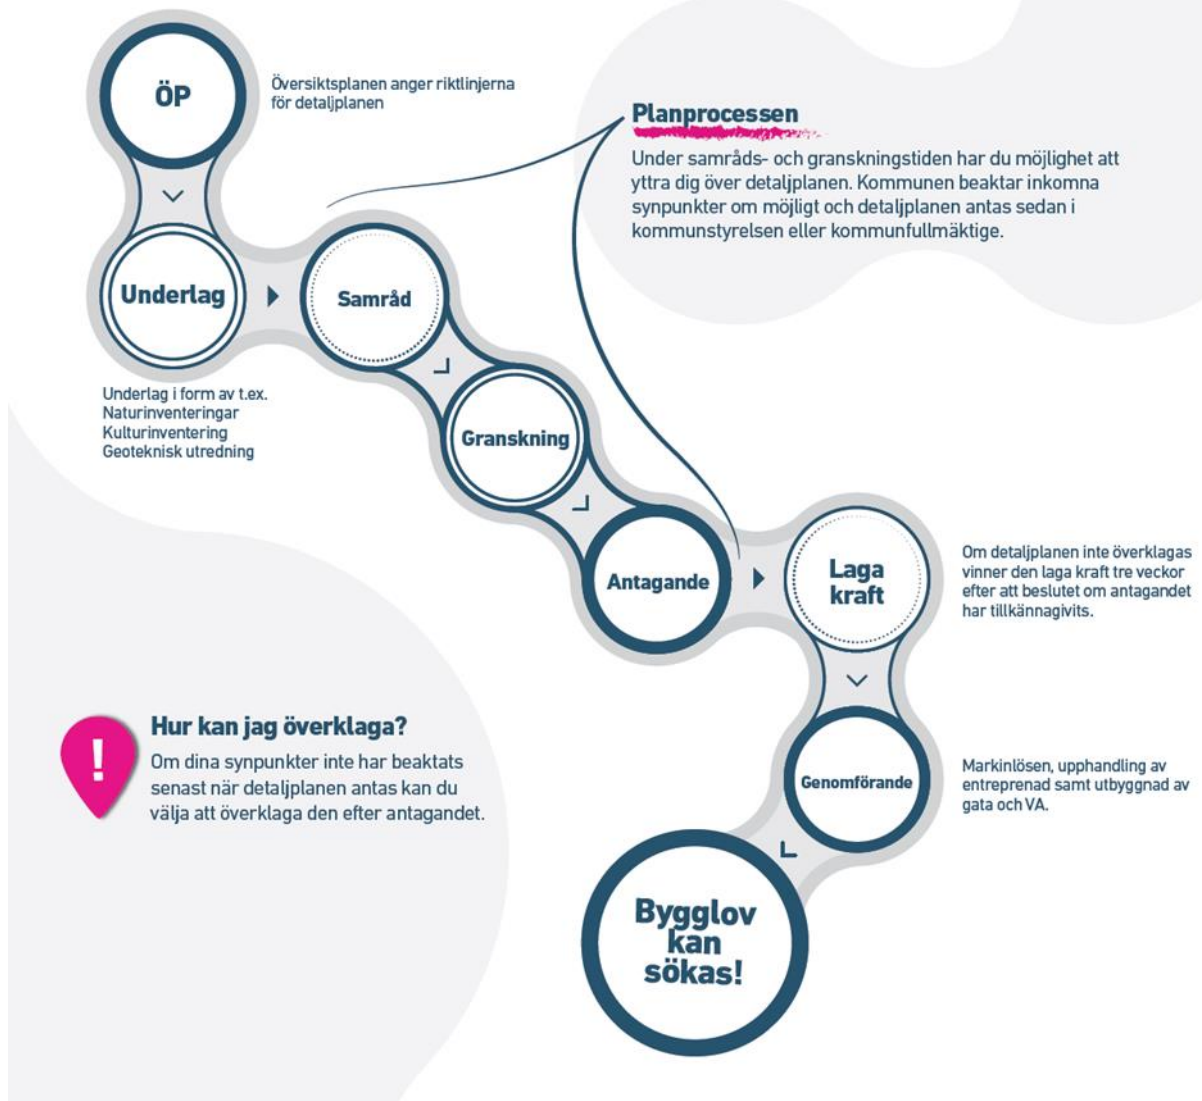 ÖP
Översiktsplanen anger riktlinjerna
för detaljplanen
Planprocessen
Under samråds- och granskningstiden har du möjlighet att
yttra dig över detaljplanen. Kommunen beaktar inkomna
synpunkter om möjligt och detaljplanen antas sedan i
kommunstyrelsen eller kommunfullmäktige.
Underlag
Underlag i form av t.ex.
Naturinventeringar
Kulturinventering
Geoteknisk utredning
Samråd
Granskning
Antagande
Laga
kraft
Om detaljplanen inte överklagas
vinner den laga kraft tre veckor
efter att beslutet om antagandet
har tillkännagivits.
Hur kan jag överklaga?
!
Om dina synpunkter inte har beaktats
senast när detaljplanen antas kan du
välja att överklaga den efter antagandet.
Genomförande
Markinlösen, upphandling av
entreprenad samt utbyggnad av
gata och VA.
Bygglov
kan
sökas!